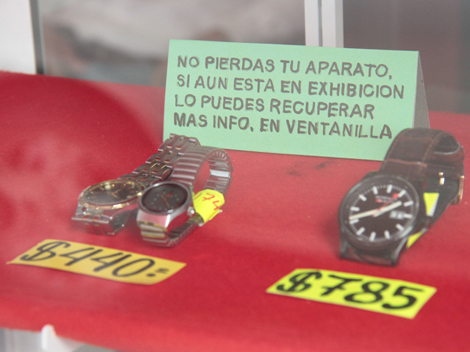 NO PIERDAS TU APARATO,
SI AUN ESTA EN EXHIBICION
LO PUEDES RECUPERAR
MAS INFO. EN VENTANILLA
$440=
$785